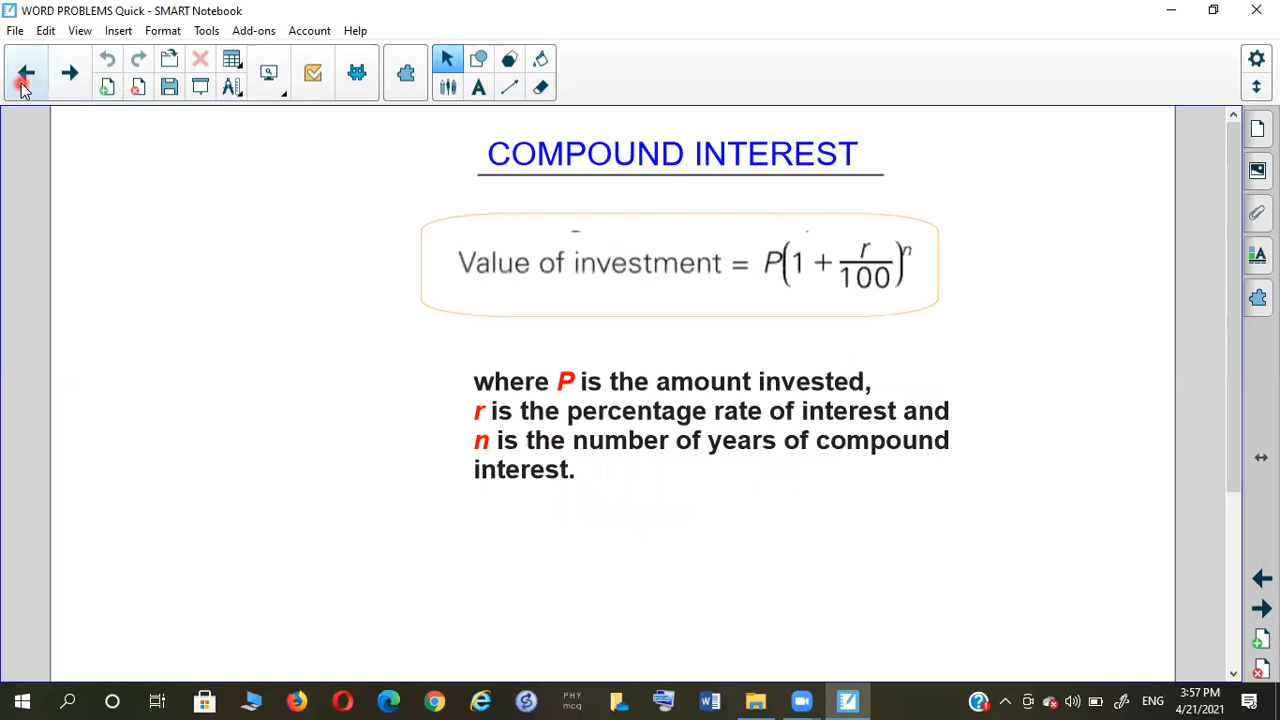 WORD PROBLEMS Quick - SMART Notebook
File Edit View Insert Format Tools Add-ons Account Help
COMPOUND INTEREST
Value of investment = P(1 + r/100)^n
where P is the amount invested,
r is the percentage rate of interest and
n is the number of years of compound
interest.
PHY
mcq
ENG
3:57 PM
4/21/2021